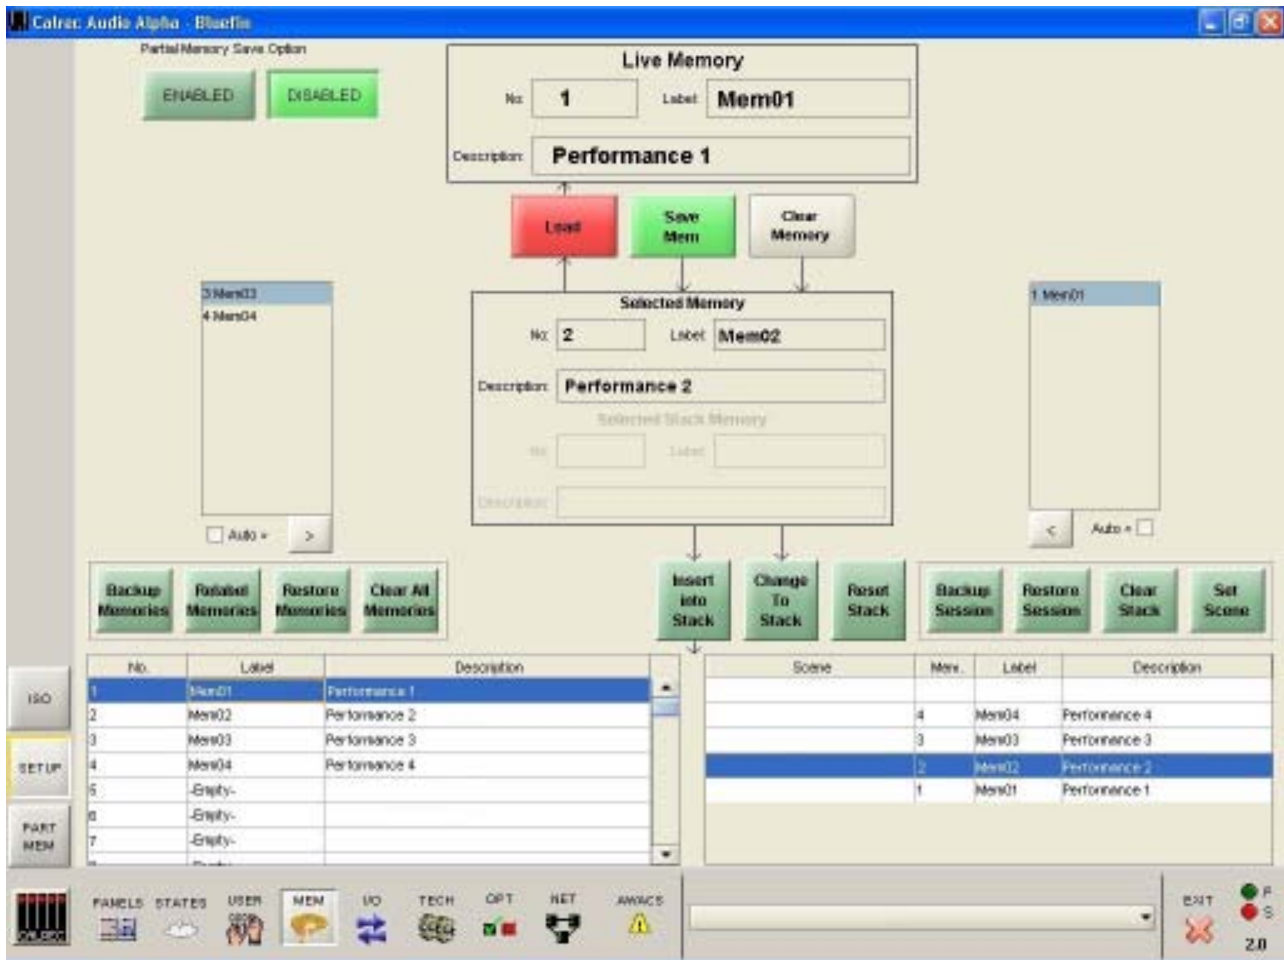 Calrec Audio Alpha - Bluefin
Partial Memory Save Option
ENABLED DISABLED
Live Memory
No: 1 Label: Mem01
Description: Performance 1
Load
Save Mem
Clear Memory
3 Mem03
4 Mem04
Auto »
>
Selected Memory
No: 2 Label: Mem02
Description: Performance 2
Selected Stack Memory
No: Label:
Description:
1 Mem01
<
Auto «
Backup Memories
Relabel Memories
Restore Memories
Clear All Memories
Insert into Stack
Change To Stack
Reset Stack
Backup Session
Restore Session
Clear Stack
Set Scene
No. Label Description
1 Mem01 Performance 1
2 Mem02 Performance 2
3 Mem03 Performance 3
4 Mem04 Performance 4
5 -Empty-
6 -Empty-
7 -Empty-
Scene Mem. Label Description
4 Mem04 Performance 4
3 Mem03 Performance 3
2 Mem02 Performance 2
1 Mem01 Performance 1
ISO
SETUP
PART MEM
CALREC
PANELS STATES USER MEM I/O TECH OPT NET AWACS
EXIT
P
S
2.0